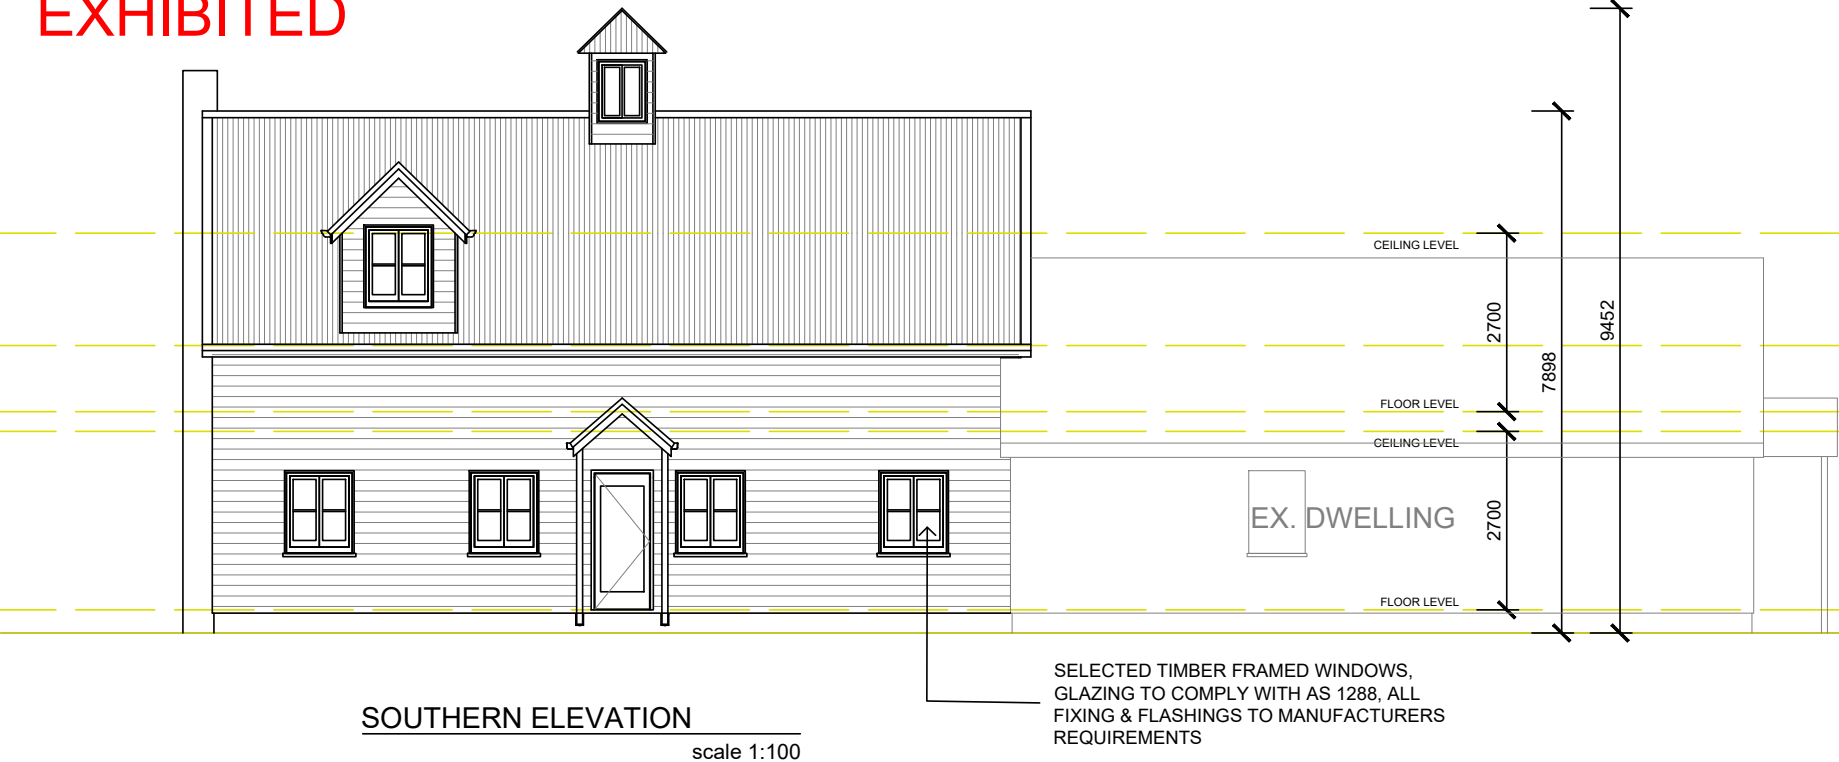 EXHIBITED
CEILING LEVEL
2700
9452
7898
FLOOR LEVEL
CEILING LEVEL
EX. DWELLING
2700
FLOOR LEVEL
SELECTED TIMBER FRAMED WINDOWS,
GLAZING TO COMPLY WITH AS 1288, ALL
FIXING & FLASHINGS TO MANUFACTURERS
REQUIREMENTS
SOUTHERN ELEVATION
scale 1:100